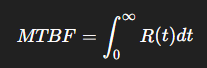 MTBF = ∫₀^∞ R(t)dt